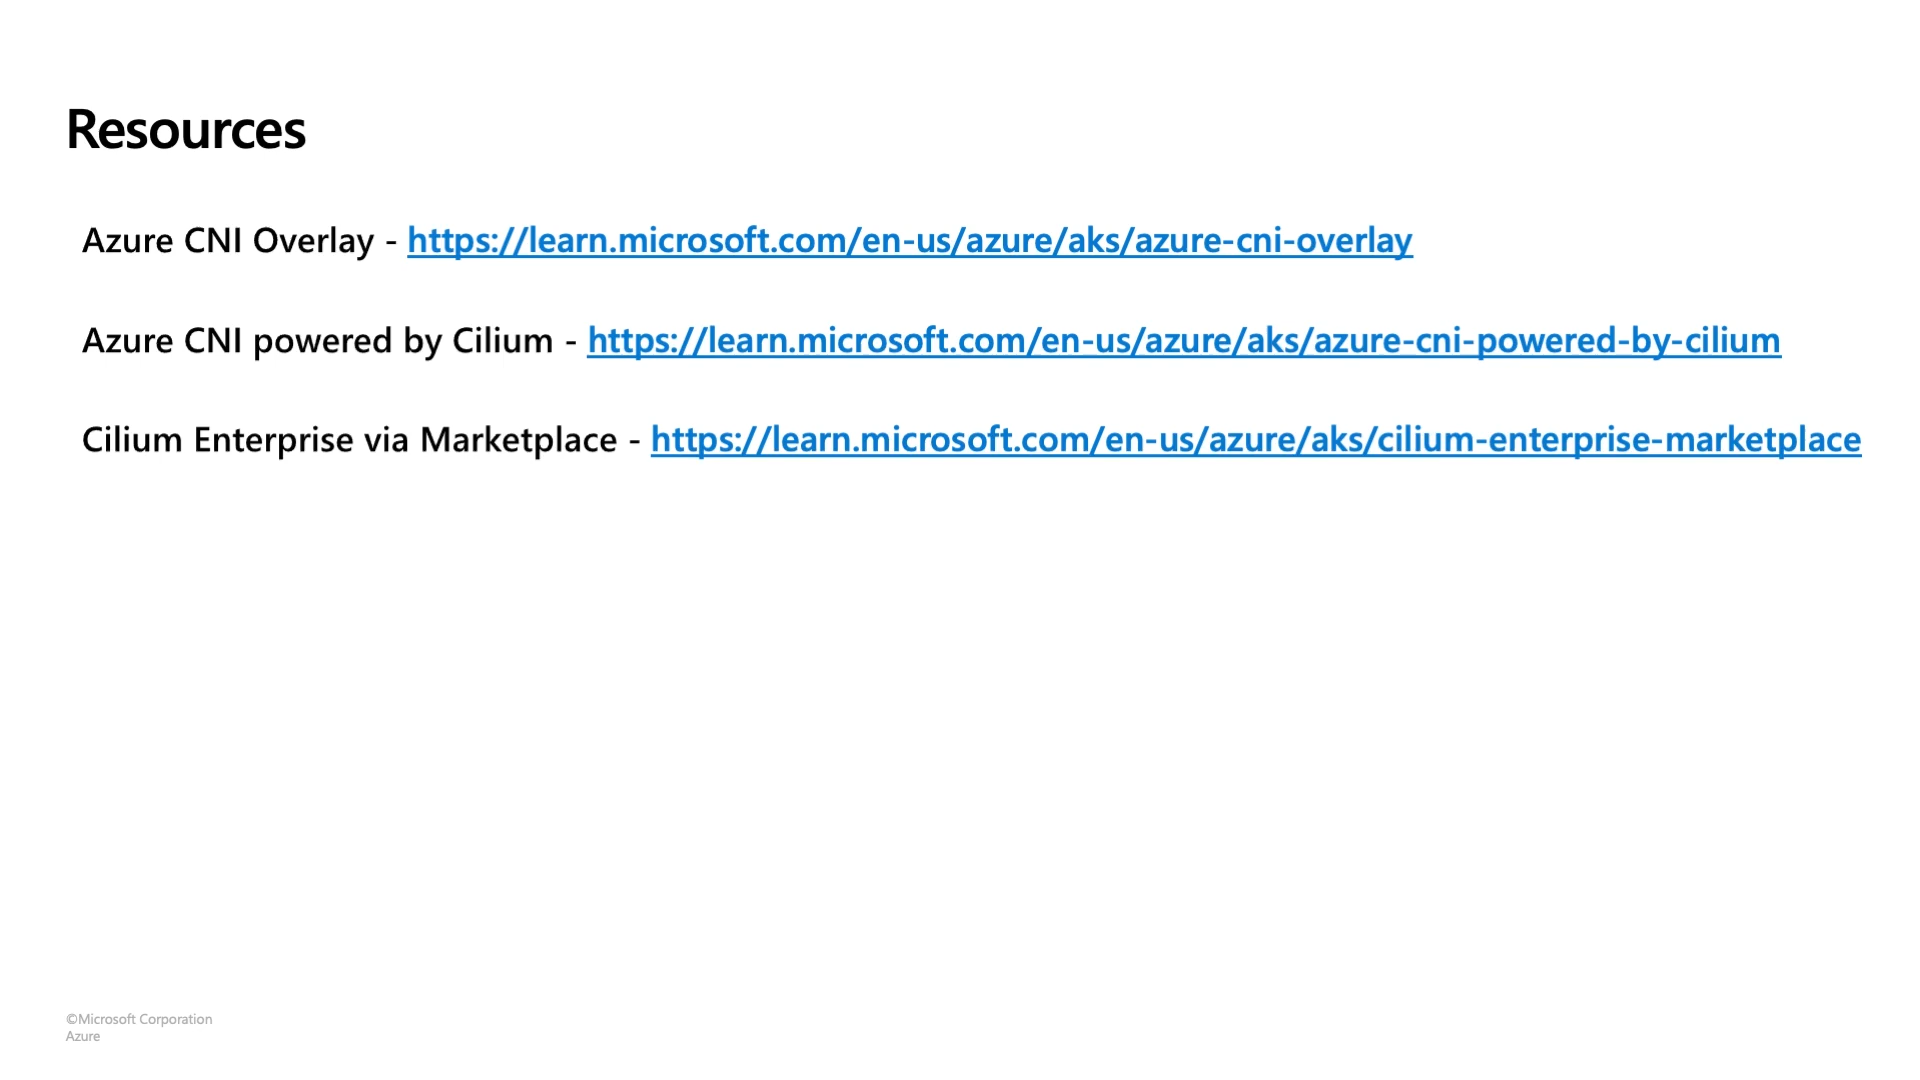 Resources
Azure CNI Overlay - https://learn.microsoft.com/en-us/azure/aks/azure-cni-overlay
Azure CNI powered by Cilium - https://learn.microsoft.com/en-us/azure/aks/azure-cni-powered-by-cilium
Cilium Enterprise via Marketplace - https://learn.microsoft.com/en-us/azure/aks/cilium-enterprise-marketplace
©Microsoft Corporation
Azure